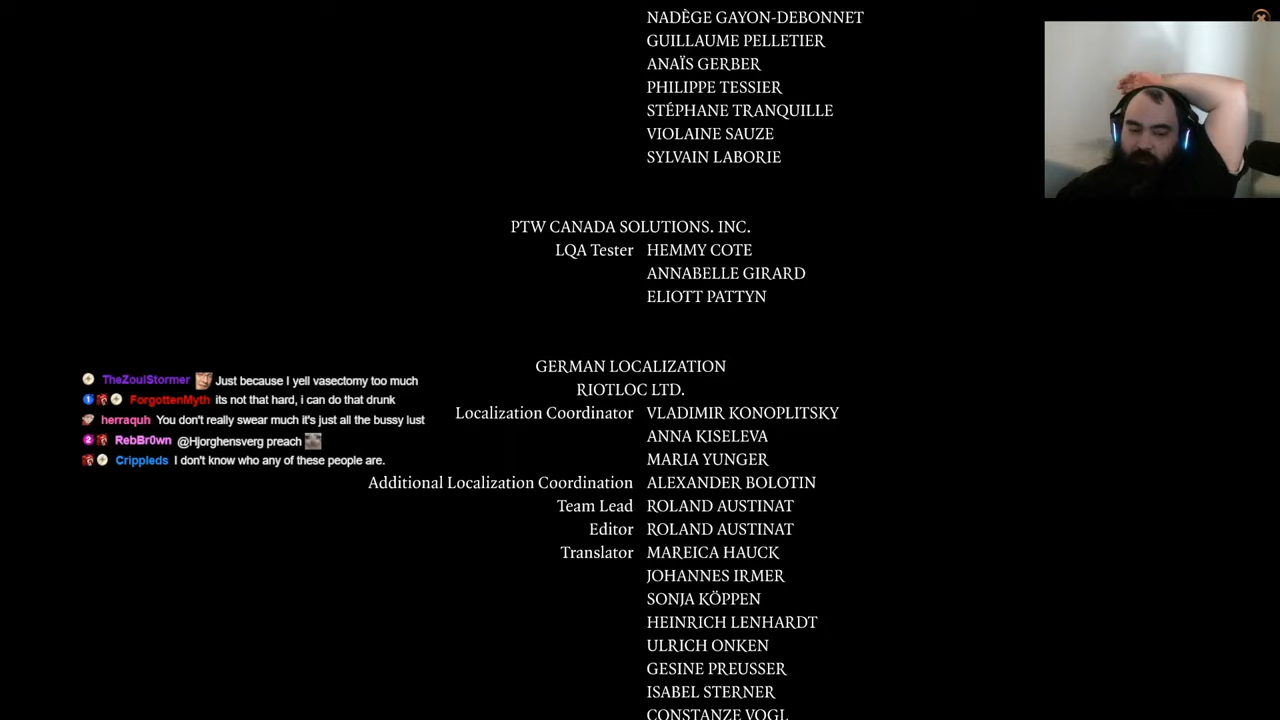 NADÈGE GAYON-DEBONNET
GUILLAUME PELLETIER
ANAÏS GERBER
PHILIPPE TESSIER
STÉPHANE TRANQUILLE
VIOLAINE SAUZE
SYLVAIN LABORIE
PTW CANADA SOLUTIONS. INC.
LQA Tester HEMMY COTE
ANNABELLE GIRARD
ELIOTT PATTYN
GERMAN LOCALIZATION
RIOTLOC LTD.
Localization Coordinator VLADIMIR KONOPLITSKY
ANNA KISELEVA
MARIA YUNGER
Additional Localization Coordination ALEXANDER BOLOTIN
Team Lead ROLAND AUSTINAT
Editor ROLAND AUSTINAT
Translator MAREICA HAUCK
JOHANNES IRMER
SONJA KÖPPEN
HEINRICH LENHARDT
ULRICH ONKEN
GESINE PREUSSER
ISABEL STERNER
CONSTANZE VOGL
TheZoulStormer Just because I yell vasectomy too much
1 ForgottenMyth its not that hard, i can do that drunk
herraquh You don't really swear much it's just all the bussy lust
2 RebBr0wn @Hjorghensverg preach
Crippleds I don't know who any of these people are.